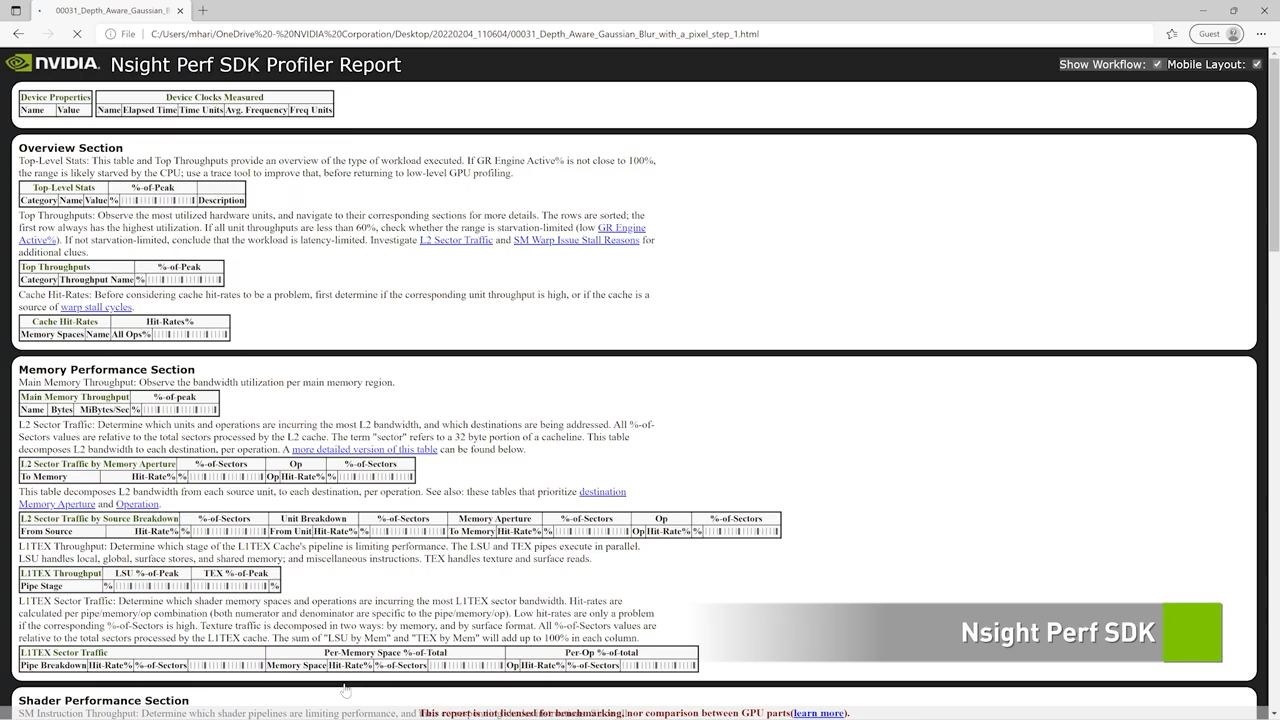 00031_Depth_Aware_Gaussian_Bl
File
C:/Users/mhari/OneDrive%20-%20NVIDIA%20Corporation/Desktop/20220204_110604/00031_Depth_Aware_Gaussian_Blur_with_a_pixel_step_1.html
Guest
NVIDIA. Nsight Perf SDK Profiler Report
Show Workflow: Mobile Layout:
Device Properties
Name Value
Device Clocks Measured
Name Elapsed Time Time Units Avg. Frequency Freq Units
Overview Section
Top-Level Stats: This table and Top Throughputs provide an overview of the type of workload executed. If GR Engine Active% is not close to 100%,
the range is likely starved by the CPU; use a trace tool to improve that, before returning to low-level GPU profiling.
Top-Level Stats %-of-Peak
Category Name Value % Description
Top Throughputs: Observe the most utilized hardware units, and navigate to their corresponding sections for more details. The rows are sorted; the
first row always has the highest utilization. If all unit throughputs are less than 60%, check whether the range is starvation-limited (low GR Engine
Active%). If not starvation-limited, conclude that the workload is latency-limited. Investigate L2 Sector Traffic and SM Warp Issue Stall Reasons for
additional clues.
Top Throughputs %-of-Peak
Category Throughput Name %
Cache Hit-Rates: Before considering cache hit-rates to be a problem, first determine if the corresponding unit throughput is high, or if the cache is a
source of warp stall cycles.
Cache Hit-Rates Hit-Rates%
Memory Spaces Name All Ops%
Memory Performance Section
Main Memory Throughput: Observe the bandwidth utilization per main memory region.
Main Memory Throughput %-of-peak
Name Bytes MiBytes/Sec %
L2 Sector Traffic: Determine which units and operations are incurring the most L2 bandwidth, and which destinations are being addressed. All %-of-
Sectors values are relative to the total sectors processed by the L2 cache. The term "sector" refers to a 32 byte portion of a cacheline. This table
decomposes L2 bandwidth to each destination, per operation. A more detailed version of this table can be found below.
L2 Sector Traffic by Memory Aperture %-of-Sectors Op %-of-Sectors
To Memory Hit-Rate% % Op Hit-Rate% %
This table decomposes L2 bandwidth from each source unit, to each destination, per operation. See also: these tables that prioritize destination
Memory Aperture and Operation.
L2 Sector Traffic by Source Breakdown %-of-Sectors Unit Breakdown %-of-Sectors Memory Aperture %-of-Sectors Op %-of-Sectors
From Source Hit-Rate% % From Unit Hit-Rate% % To Memory Hit-Rate% % Op Hit-Rate% %
L1TEX Throughput: Determine which stage of the L1TEX Cache's pipeline is limiting performance. The LSU and TEX pipes execute in parallel.
LSU handles local, global, surface stores, and shared memory; and miscellaneous instructions. TEX handles texture and surface reads.
L1TEX Throughput LSU %-of-Peak TEX %-of-Peak
Pipe Stage % %
L1TEX Sector Traffic: Determine which shader memory spaces and operations are incurring the most L1TEX sector bandwidth. Hit-rates are
calculated per pipe/memory/op combination (both numerator and denominator are specific to the pipe/memory/op). Low hit-rates are only a problem
if the corresponding %-of-Sectors is high. Texture traffic is decomposed in two ways: by memory, and by surface format. All %-of-Sectors values are
relative to the total sectors processed by the L1TEX cache. The sum of "LSU by Mem" and "TEX by Mem" will add up to 100% in each column.
Nsight Perf SDK
L1TEX Sector Traffic Per-Memory Space %-of-Total Per-Op %-of-total
Pipe Breakdown Hit-Rate% %-of-Sectors Memory Space Hit-Rate% %-of-Sectors Op Hit-Rate% %-of-Sectors
Shader Performance Section
SM Instruction Throughput: Determine which shader pipelines are limiting performance, and
This report is not licensed for benchmarking, nor comparison between GPU parts(learn more).